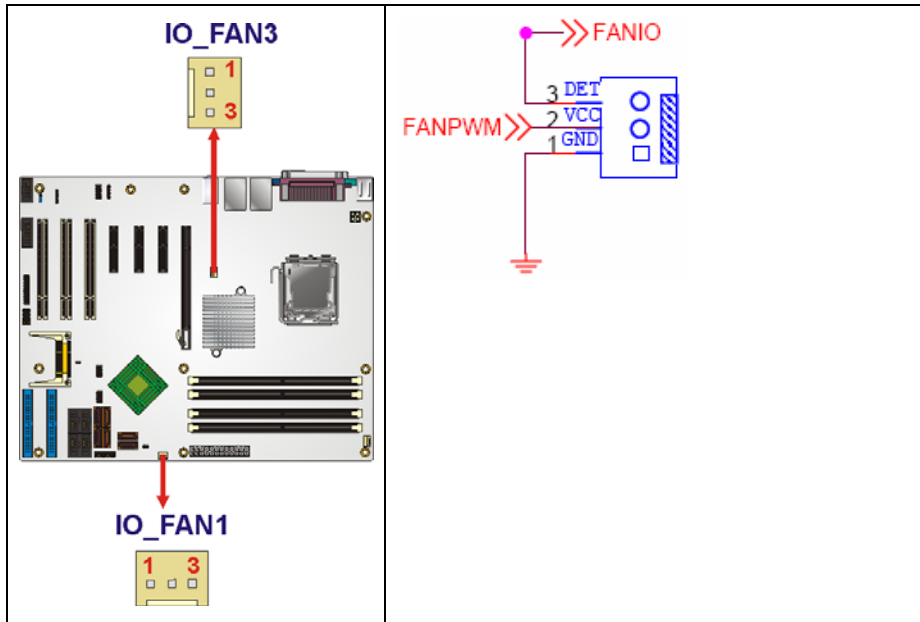 IO_FAN3
1
3
IO_FAN1
1 3
FANIO
3 DET
FANPWM 2 VCC
1 GND